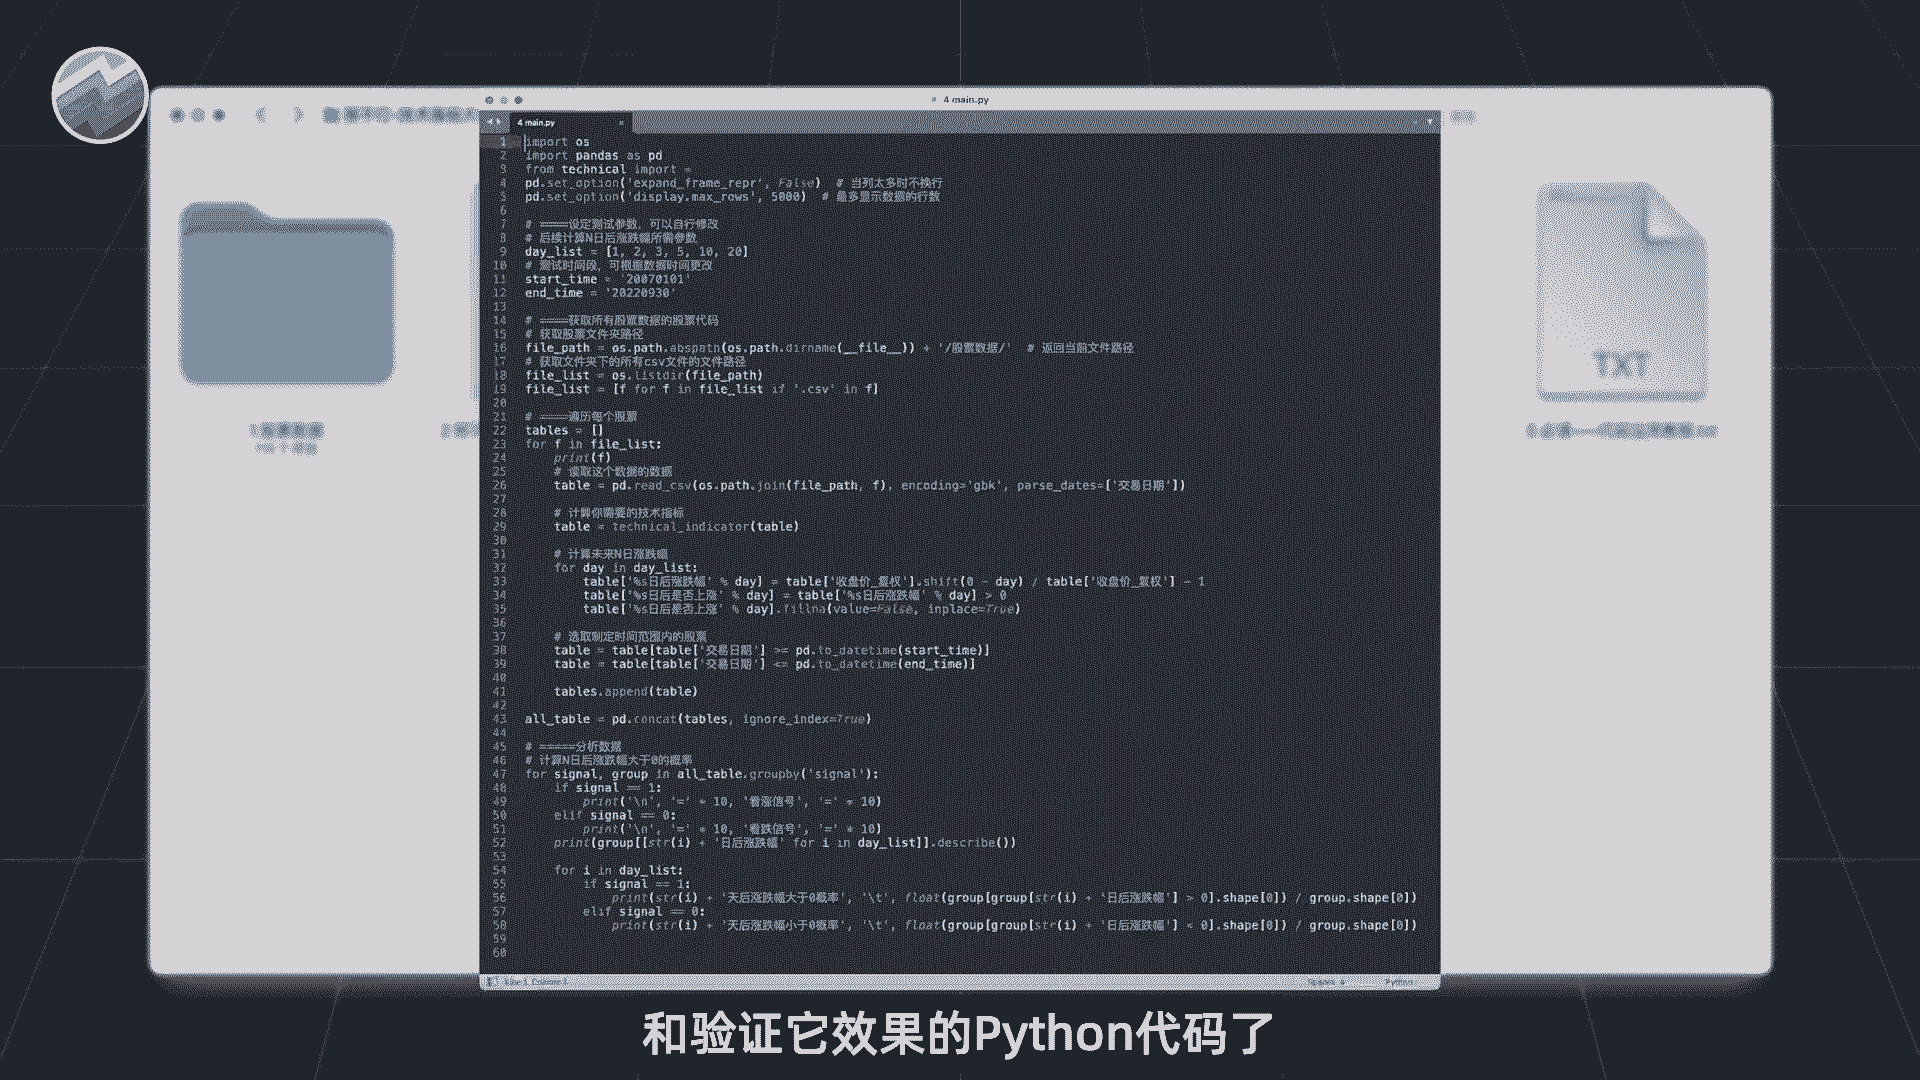 4 main.py
4 main.py
1 import os
2 import pandas as pd
3 from technical import *
4 pd.set_option('expand_frame_repr', False)  # 当列太多时不换行
5 pd.set_option('display.max_rows', 5000)  # 最多显示数据的行数
6
7 # ====设定测试参数，可以自行修改
8 # 后续计算N日后涨跌幅所需参数
9 day_list = [1, 2, 3, 5, 10, 20]
10 # 测试时间段，可根据数据时间更改
11 start_time = '20070101'
12 end_time = '20220930'
13
14 # ====获取所有股票数据的股票代码
15 # 获取股票文件夹路径
16 file_path = os.path.abspath(os.path.dirname(__file__)) + '/股票数据/'  # 返回当前文件路径
17 # 获取文件夹下的所有csv文件的文件路径
18 file_list = os.listdir(file_path)
19 file_list = [f for f in file_list if '.csv' in f]
20
21 # ====遍历每个股票
22 tables = []
23 for f in file_list:
24     print(f)
25     # 读取这个数据的数据
26     table = pd.read_csv(os.path.join(file_path, f), encoding='gbk', parse_dates=['交易日期'])
27
28     # 计算你需要的技术指标
29     table = technical_indicator(table)
30
31     # 计算未来N日涨跌幅
32     for day in day_list:
33         table['%s日后涨跌幅' % day] = table['收盘价_复权'].shift(0 - day) / table['收盘价_复权'] - 1
34         table['%s日后是否上涨' % day] = table['%s日后涨跌幅' % day] > 0
35         table['%s日后是否上涨' % day].fillna(value=False, inplace=True)
36
37     # 选取制定时间范围内的股票
38     table = table[table['交易日期'] >= pd.to_datetime(start_time)]
39     table = table[table['交易日期'] <= pd.to_datetime(end_time)]
40
41     tables.append(table)
42
43 all_table = pd.concat(tables, ignore_index=True)
44
45 # =====分析数据
46 # 计算N日后涨跌幅大于0的概率
47 for signal, group in all_table.groupby('signal'):
48     if signal == 1:
49         print('\n', '=' * 10, '看涨信号', '=' * 10)
50     elif signal == 0:
51         print('\n', '=' * 10, '看跌信号', '=' * 10)
52     print(group[[str(i) + '日后涨跌幅' for i in day_list]].describe())
53
54     for i in day_list:
55         if signal == 1:
56             print(str(i) + '天后涨跌幅大于0概率', '\t', float(group[group[str(i) + '日后涨跌幅'] > 0].shape[0]) / group.shape[0])
57         elif signal == 0:
58             print(str(i) + '天后涨跌幅小于0概率', '\t', float(group[group[str(i) + '日后涨跌幅'] < 0].shape[0]) / group.shape[0])
59
60
TXT
Line 1, Column 1
Python
和验证它效果的Python代码了